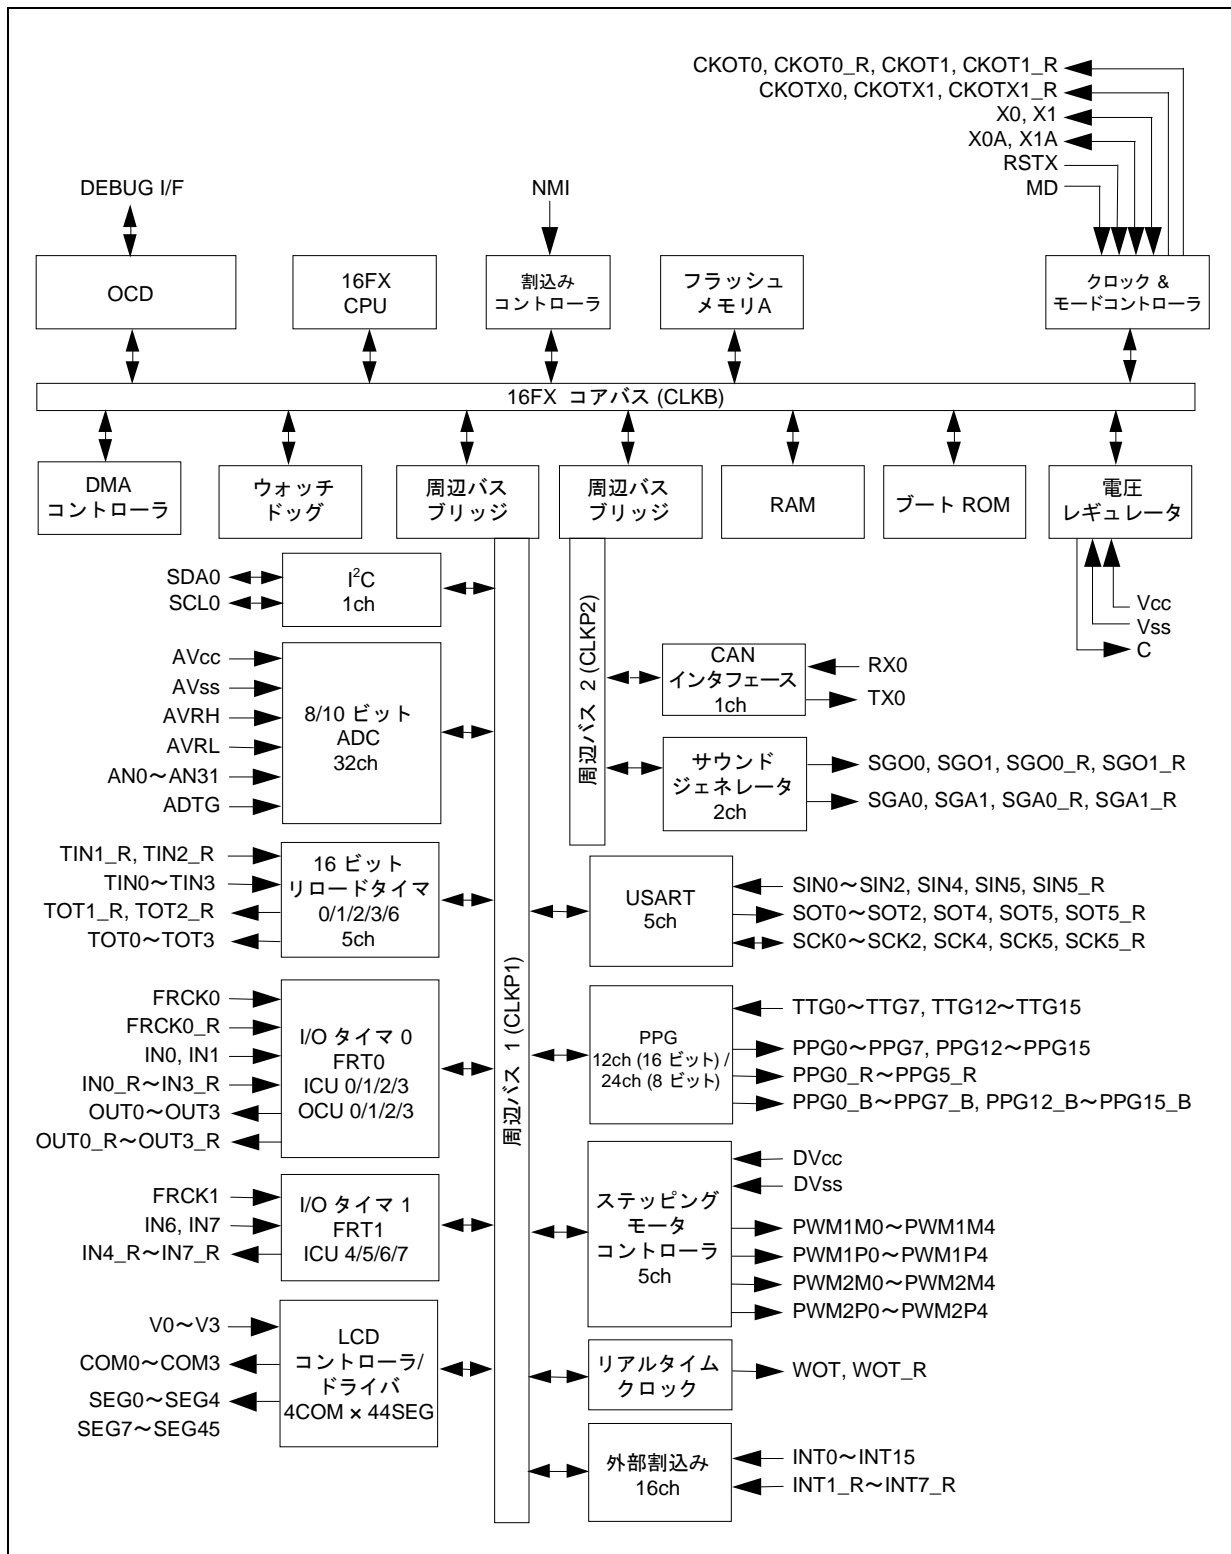 CKOT0, CKOT0_R, CKOT1, CKOT1_R
CKOTX0, CKOTX1, CKOTX1_R
X0, X1
X0A, X1A
RSTX
MD
DEBUG I/F
NMI
OCD
16FX
CPU
割込み
コントローラ
フラッシュ
メモリA
クロック &
モードコントローラ
16FX コアバス (CLKB)
DMA
コントローラ
ウォッチ
ドッグ
周辺バス
ブリッジ
周辺バス
ブリッジ
RAM
ブート ROM
電圧
レギュレータ
Vcc
Vss
C
SDA0
SCL0
I²C
1ch
AVcc
AVss
AVRH
AVRL
AN0～AN31
ADTG
8/10 ビット
ADC
32ch
TIN1_R, TIN2_R
TIN0～TIN3
TOT1_R, TOT2_R
TOT0～TOT3
16 ビット
リロードタイマ
0/1/2/3/6
5ch
FRCK0
FRCK0_R
IN0, IN1
IN0_R～IN3_R
OUT0～OUT3
OUT0_R～OUT3_R
I/O タイマ 0
FRT0
ICU 0/1/2/3
OCU 0/1/2/3
FRCK1
IN6, IN7
IN4_R～IN7_R
I/O タイマ 1
FRT1
ICU 4/5/6/7
V0～V3
COM0～COM3
SEG0～SEG4
SEG7～SEG45
LCD
コントローラ/
ドライバ
4COM × 44SEG
周辺バス 1 (CLKP1)
周辺バス 2 (CLKP2)
CAN
インタフェース
1ch
RX0
TX0
サウンド
ジェネレータ
2ch
SGO0, SGO1, SGO0_R, SGO1_R
SGA0, SGA1, SGA0_R, SGA1_R
USART
5ch
SIN0～SIN2, SIN4, SIN5, SIN5_R
SOT0～SOT2, SOT4, SOT5, SOT5_R
SCK0～SCK2, SCK4, SCK5, SCK5_R
PPG
12ch (16 ビット) /
24ch (8 ビット)
TTG0～TTG7, TTG12～TTG15
PPG0～PPG7, PPG12～PPG15
PPG0_R～PPG5_R
PPG0_B～PPG7_B, PPG12_B～PPG15_B
ステッピング
モータ
コントローラ
5ch
DVcc
DVss
PWM1M0～PWM1M4
PWM1P0～PWM1P4
PWM2M0～PWM2M4
PWM2P0～PWM2P4
リアルタイム
クロック
WOT, WOT_R
外部割込み
16ch
INT0～INT15
INT1_R～INT7_R